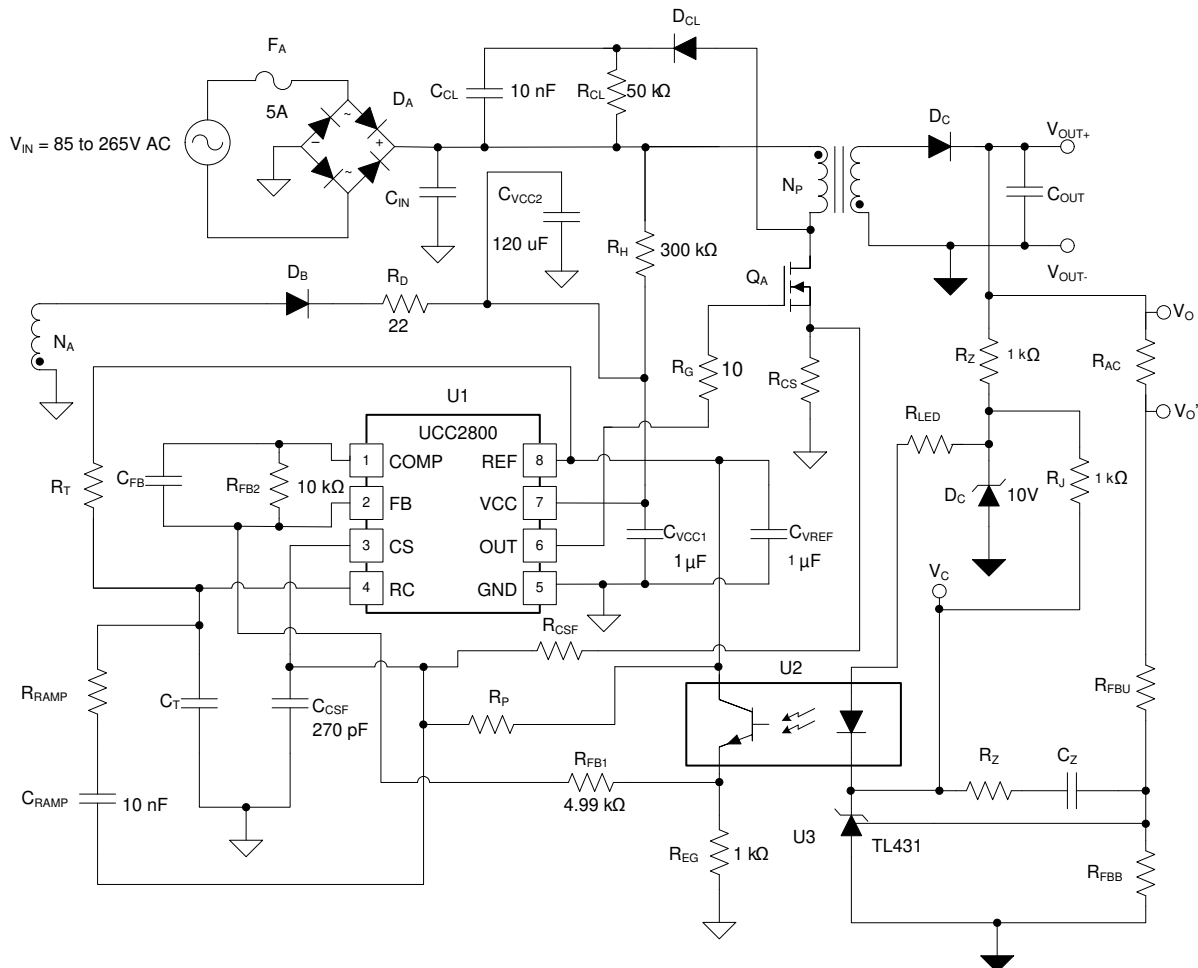 D_CL
F_A
5A
D_A
C_CL
10 nF
R_CL
50 kΩ
V_IN = 85 to 265V AC
~
~
−
+
C_IN
C_VCC2
120 uF
R_H
300 kΩ
N_P
D_C
V_OUT+
C_OUT
V_OUT-
Q_A
D_B
R_D
22
N_A
R_G
10
R_CS
R_Z
1 kΩ
V_O
R_AC
V_O'
R_LED
R_J
1 kΩ
D_C
10V
U1
UCC2800
1
COMP
REF
8
2
FB
VCC
7
3
CS
OUT
6
4
RC
GND
5
R_T
C_FB
R_FB2
10 kΩ
C_VCC1
1 µF
C_VREF
1 µF
V_C
R_CSF
U2
R_RAMP
C_T
C_CSF
270 pF
R_P
R_FBU
C_RAMP
10 nF
R_FB1
4.99 kΩ
R_Z
C_Z
R_EG
1 kΩ
U3
TL431
R_FBB